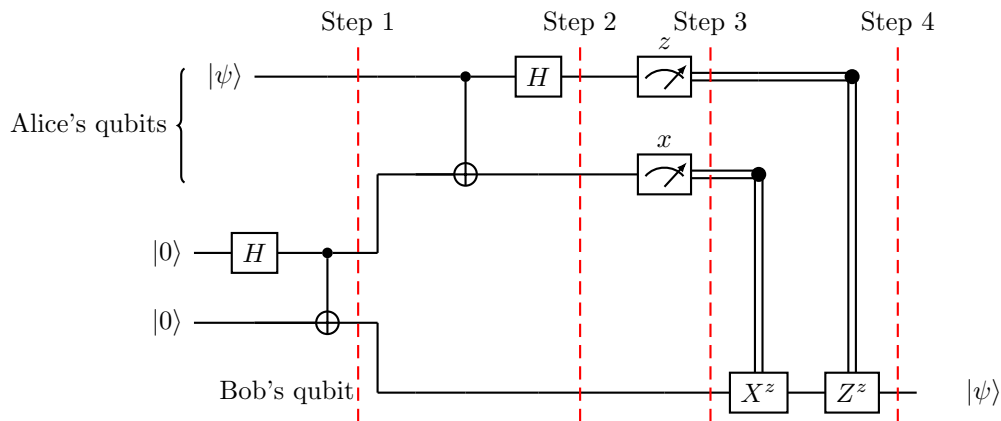 Step 1 Step 2 Step 3 Step 4
z
|ψ⟩ H
Alice's qubits
x
|0⟩ H
|0⟩
Bob's qubit X^z Z^z |ψ⟩